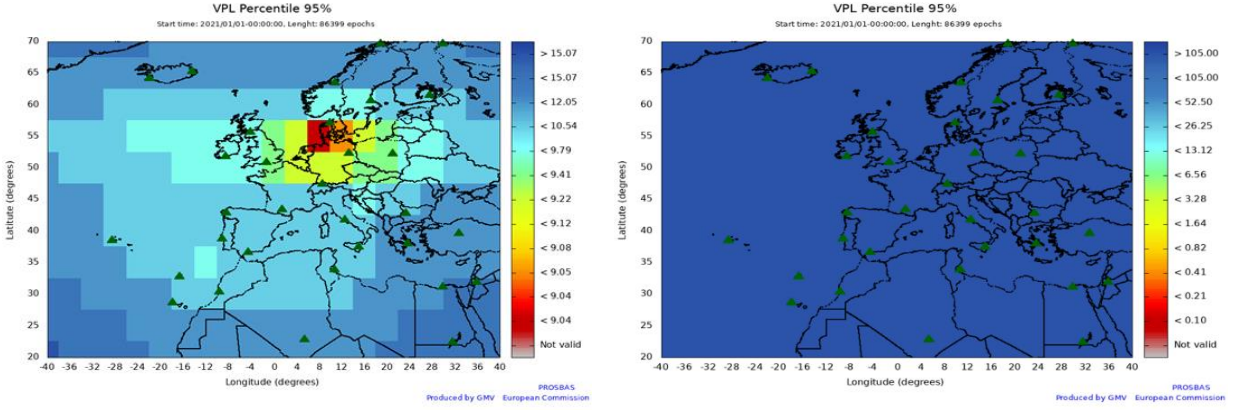 VPL Percentile 95%
Start time: 2021/01/01-00:00:00, Lenght: 86399 epochs
Latitute (degrees)
70
65
60
55
50
45
40
35
30
25
20
-40 -36 -32 -28 -24 -20 -16 -12 -8 -4 0 4 8 12 16 20 24 28 32 36 40
Longitude (degrees)
> 15.07
< 15.07
< 12.05
< 10.54
< 9.79
< 9.41
< 9.22
< 9.12
< 9.08
< 9.05
< 9.04
< 9.04
Not valid
PROSBAS
Produced by GMV European Commission
VPL Percentile 95%
Start time: 2021/01/01-00:00:00, Lenght: 86399 epochs
Latitute (degrees)
70
65
60
55
50
45
40
35
30
25
20
-40 -36 -32 -28 -24 -20 -16 -12 -8 -4 0 4 8 12 16 20 24 28 32 36 40
Longitude (degrees)
> 105.00
< 105.00
< 52.50
< 26.25
< 13.12
< 6.56
< 3.28
< 1.64
< 0.82
< 0.41
< 0.21
< 0.10
Not valid
PROSBAS
Produced by GMV European Commission